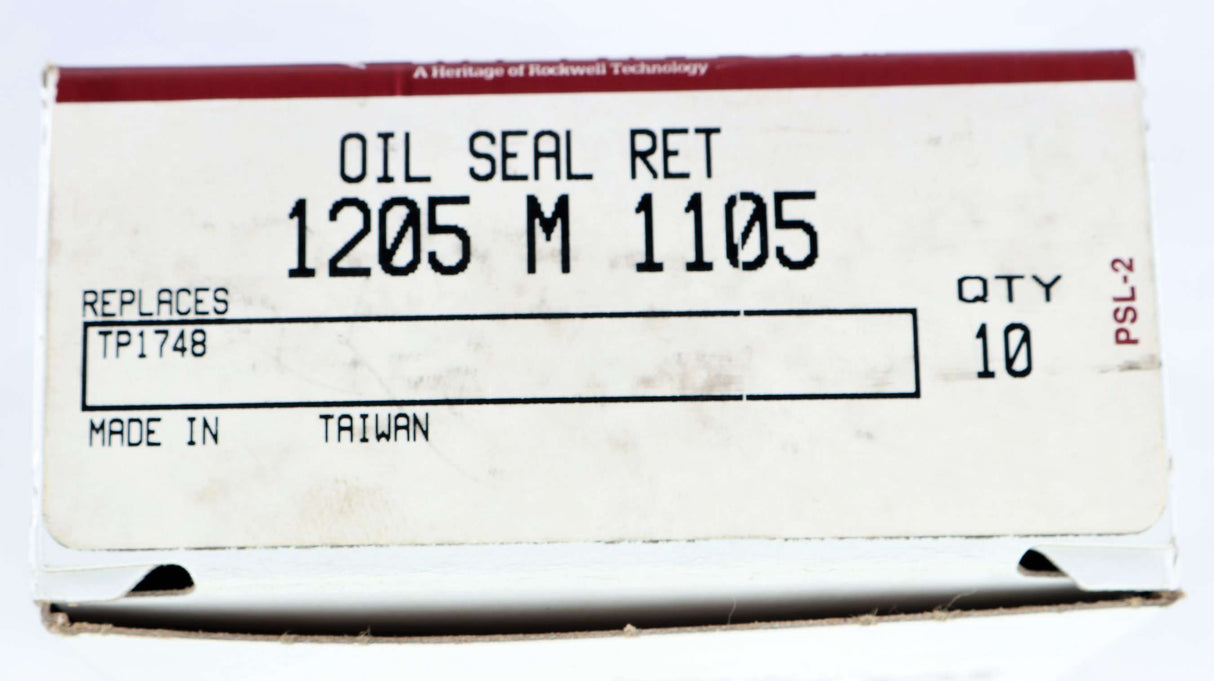 A Heritage of Rockwell Technology
OIL SEAL RET
1205 M 1105
REPLACES
TP1748
QTY
10
PSL-2
MADE IN TAIWAN